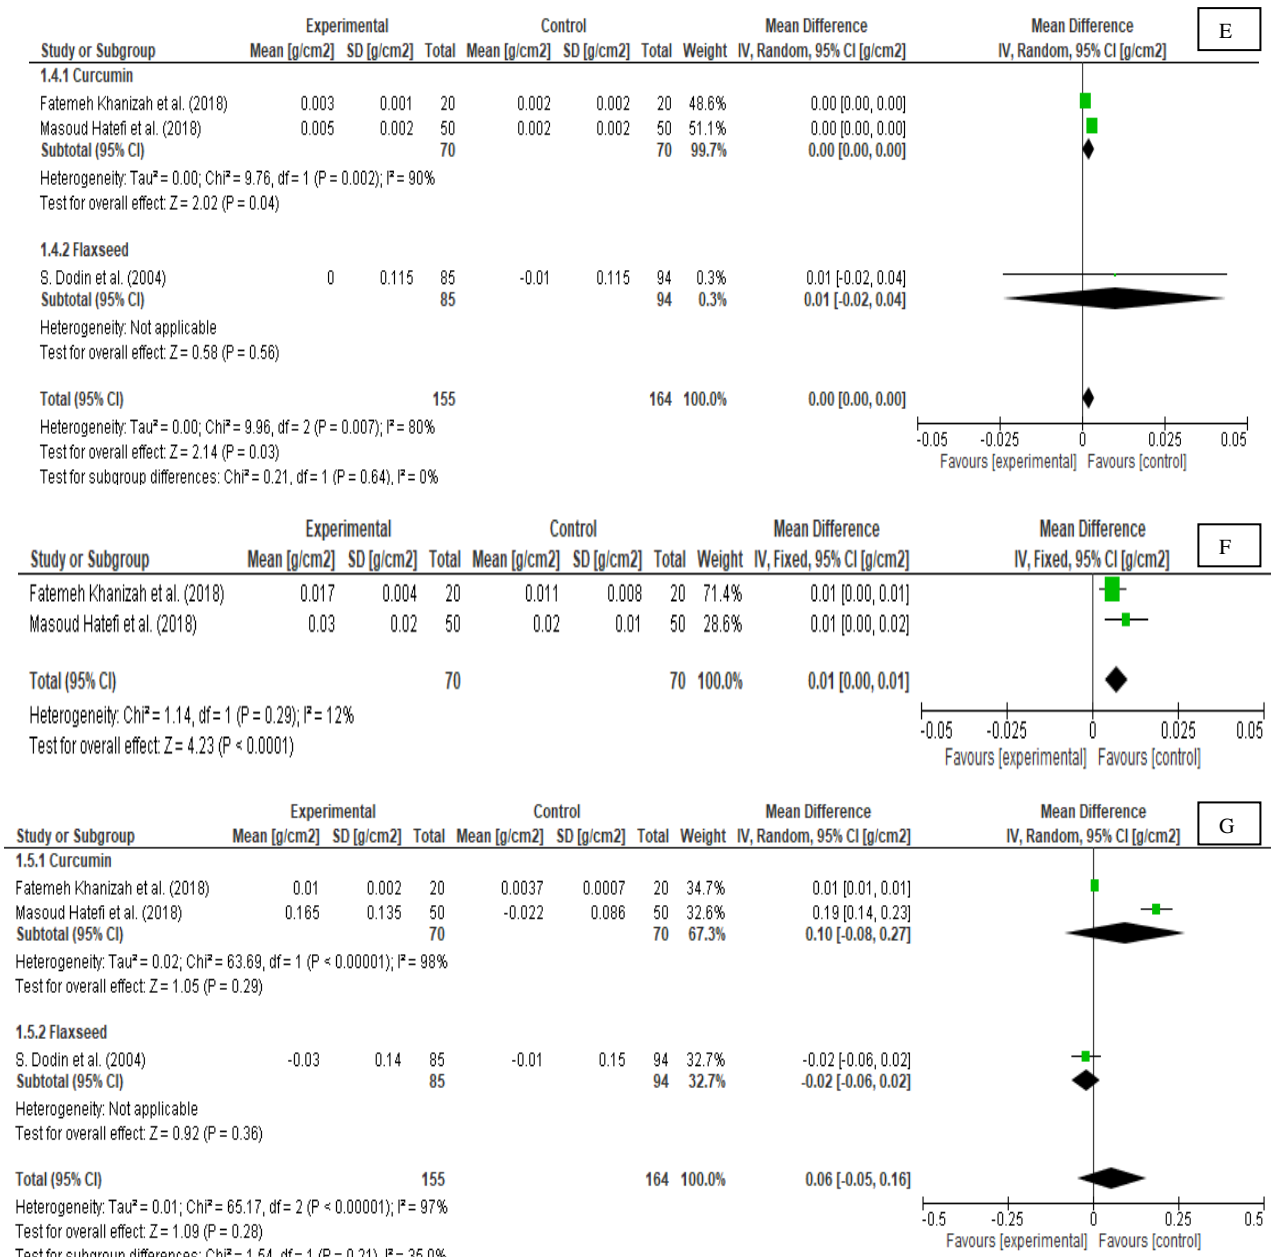 Experimental Control Mean Difference Mean Difference E
Study or Subgroup Mean [g/cm2] SD [g/cm2] Total Mean [g/cm2] SD [g/cm2] Total Weight IV, Random, 95% CI [g/cm2] IV, Random, 95% CI [g/cm2]
1.4.1 Curcumin
Fatemeh Khanizah et al. (2018) 0.003 0.001 20 0.002 0.002 20 48.6% 0.00 [0.00, 0.00]
Masoud Hatefi et al. (2018) 0.005 0.002 50 0.002 0.002 50 51.1% 0.00 [0.00, 0.00]
Subtotal (95% CI) 70 70 99.7% 0.00 [0.00, 0.00]
Heterogeneity: Tau² = 0.00; Chi² = 9.76, df = 1 (P = 0.002); I² = 90%
Test for overall effect: Z = 2.02 (P = 0.04)
1.4.2 Flaxseed
S. Dodin et al. (2004) 0 0.115 85 -0.01 0.115 94 0.3% 0.01 [-0.02, 0.04]
Subtotal (95% CI) 85 94 0.3% 0.01 [-0.02, 0.04]
Heterogeneity: Not applicable
Test for overall effect: Z = 0.58 (P = 0.56)
Total (95% CI) 155 164 100.0% 0.00 [0.00, 0.00]
Heterogeneity: Tau² = 0.00; Chi² = 9.96, df = 2 (P = 0.007); I² = 80%
Test for overall effect: Z = 2.14 (P = 0.03)
Test for subgroup differences: Chi² = 0.21, df = 1 (P = 0.64), I² = 0%
-0.05 -0.025 0 0.025 0.05
Favours [experimental] Favours [control]
Experimental Control Mean Difference Mean Difference F
Study or Subgroup Mean [g/cm2] SD [g/cm2] Total Mean [g/cm2] SD [g/cm2] Total Weight IV, Fixed, 95% CI [g/cm2] IV, Fixed, 95% CI [g/cm2]
Fatemeh Khanizah et al. (2018) 0.017 0.004 20 0.011 0.008 20 71.4% 0.01 [0.00, 0.01]
Masoud Hatefi et al. (2018) 0.03 0.02 50 0.02 0.01 50 28.6% 0.01 [0.00, 0.02]
Total (95% CI) 70 70 100.0% 0.01 [0.00, 0.01]
Heterogeneity: Chi² = 1.14, df = 1 (P = 0.29); I² = 12%
Test for overall effect: Z = 4.23 (P < 0.0001)
-0.05 -0.025 0 0.025 0.05
Favours [experimental] Favours [control]
Experimental Control Mean Difference Mean Difference G
Study or Subgroup Mean [g/cm2] SD [g/cm2] Total Mean [g/cm2] SD [g/cm2] Total Weight IV, Random, 95% CI [g/cm2] IV, Random, 95% CI [g/cm2]
1.5.1 Curcumin
Fatemeh Khanizah et al. (2018) 0.01 0.002 20 0.0037 0.0007 20 34.7% 0.01 [0.01, 0.01]
Masoud Hatefi et al. (2018) 0.165 0.135 50 -0.022 0.086 50 32.6% 0.19 [0.14, 0.23]
Subtotal (95% CI) 70 70 67.3% 0.10 [-0.08, 0.27]
Heterogeneity: Tau² = 0.02; Chi² = 63.69, df = 1 (P < 0.00001); I² = 98%
Test for overall effect: Z = 1.05 (P = 0.29)
1.5.2 Flaxseed
S. Dodin et al. (2004) -0.03 0.14 85 -0.01 0.15 94 32.7% -0.02 [-0.06, 0.02]
Subtotal (95% CI) 85 94 32.7% -0.02 [-0.06, 0.02]
Heterogeneity: Not applicable
Test for overall effect: Z = 0.92 (P = 0.36)
Total (95% CI) 155 164 100.0% 0.06 [-0.05, 0.16]
Heterogeneity: Tau² = 0.01; Chi² = 65.17, df = 2 (P < 0.00001); I² = 97%
Test for overall effect: Z = 1.09 (P = 0.28)
Test for subgroup differences: Chi² = 1.54, df = 1 (P = 0.21), I² = 35.0%
-0.5 -0.25 0 0.25 0.5
Favours [experimental] Favours [control]